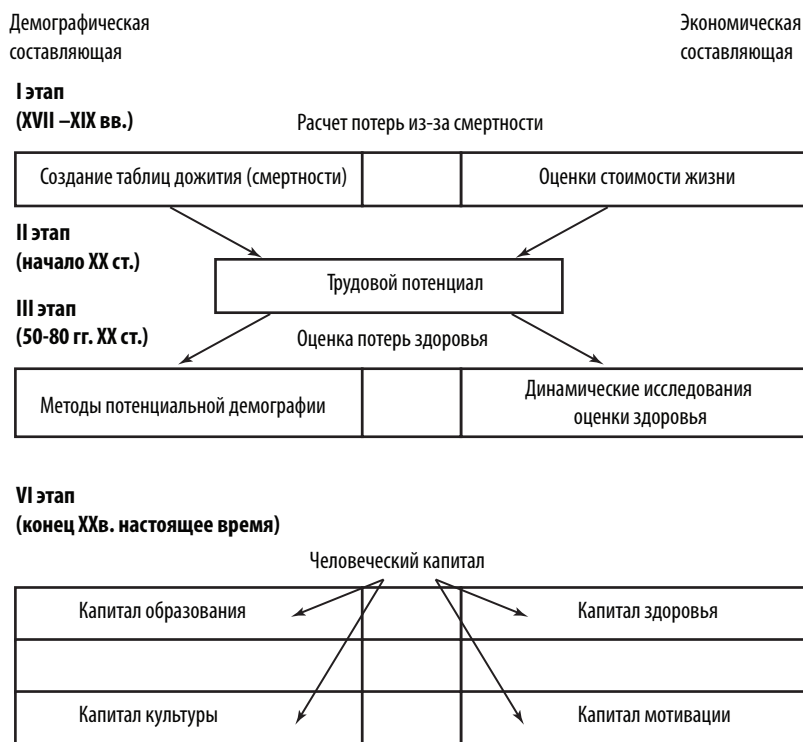 Демографическая
составляющая
Экономическая
составляющая
I этап
(XVII –XIX вв.)
Расчет потерь из-за смертности
Создание таблиц дожития (смертности)
Оценки стоимости жизни
II этап
(начало XX ст.)
Трудовой потенциал
III этап
(50-80 гг. XX ст.)
Оценка потерь здоровья
Методы потенциальной демографии
Динамические исследования
оценки здоровья
VI этап
(конец XXв. настоящее время)
Человеческий капитал
Капитал образования
Капитал здоровья
Капитал культуры
Капитал мотивации